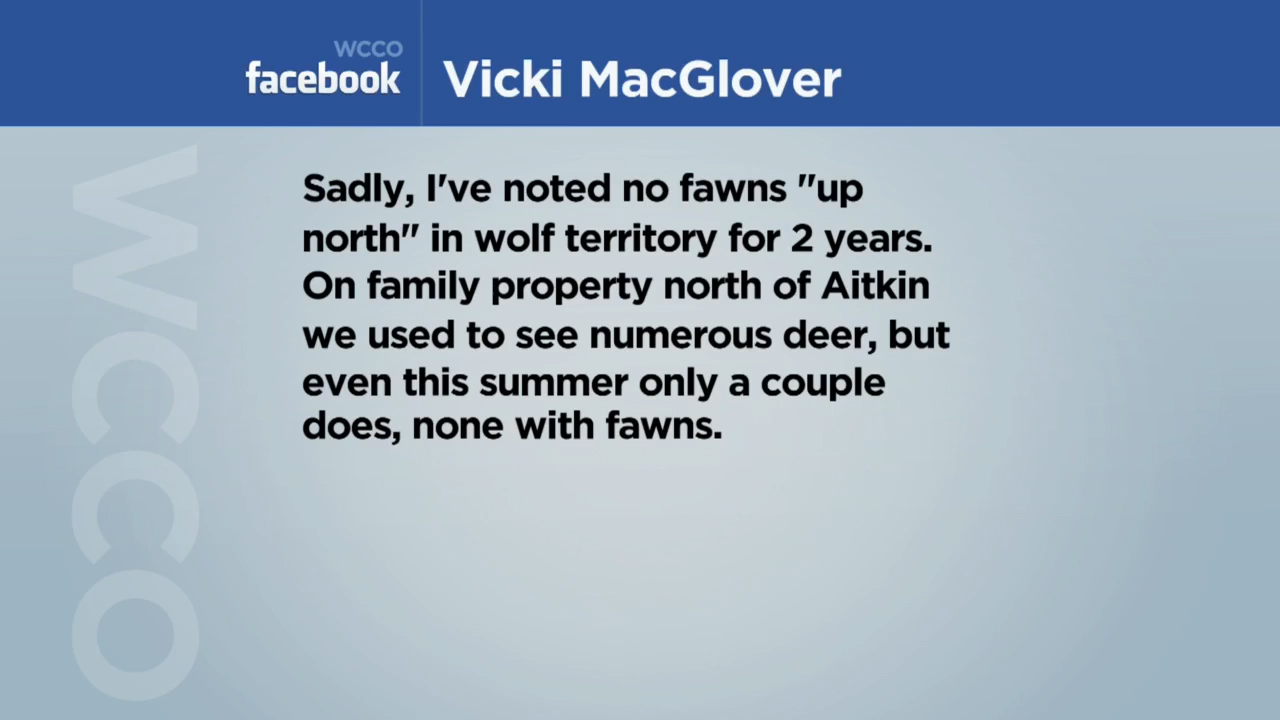 WCCO
facebook
Vicki MacGlover
Sadly, I've noted no fawns "up
north" in wolf territory for 2 years.
On family property north of Aitkin
we used to see numerous deer, but
even this summer only a couple
does, none with fawns.
WCCO